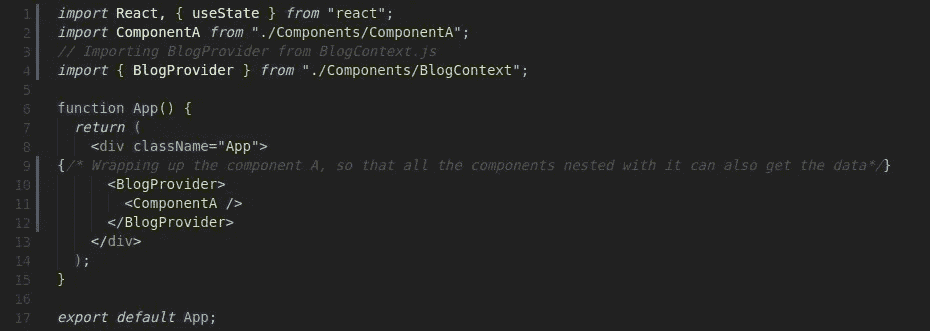 1 import React, { useState } from "react";
2 import ComponentA from "./Components/ComponentA";
3 // Importing BlogProvider from BlogContext.js
4 import { BlogProvider } from "./Components/BlogContext";
5
6 function App() {
7 return (
8 <div className="App">
9 {/* Wrapping up the component A, so that all the components nested with it can also get the data*/}
10 <BlogProvider>
11 <ComponentA />
12 </BlogProvider>
13 </div>
14 );
15 }
16
17 export default App;